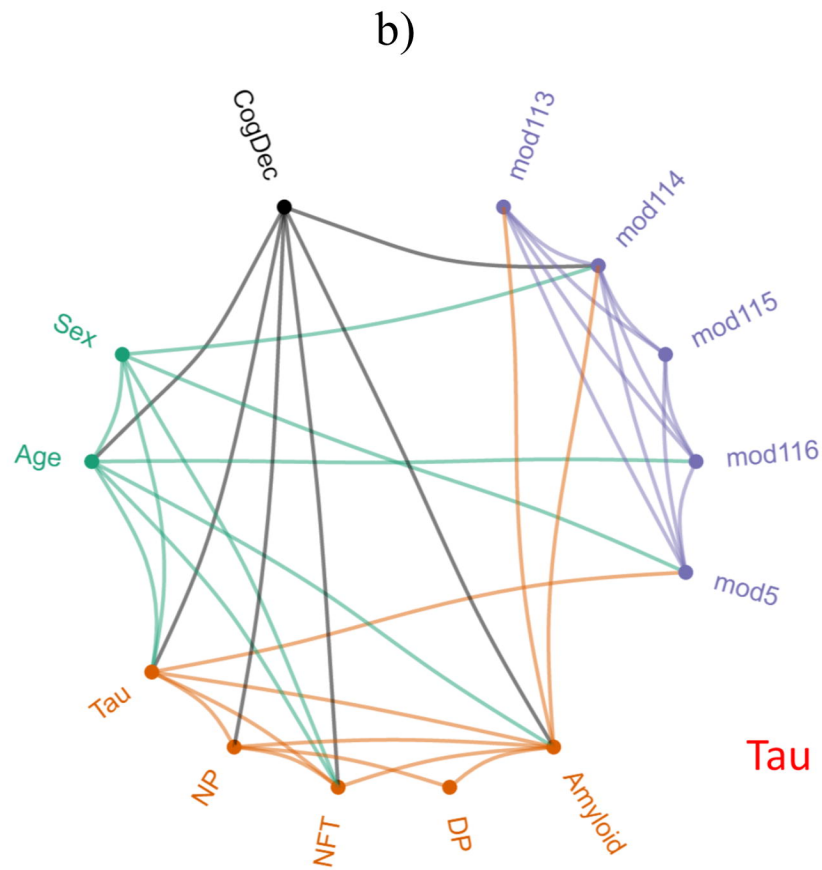 b)
CogDec
mod113
mod114
Sex
mod115
Age
mod116
mod5
Tau
Tau
NP
NFT
DP
Amyloid